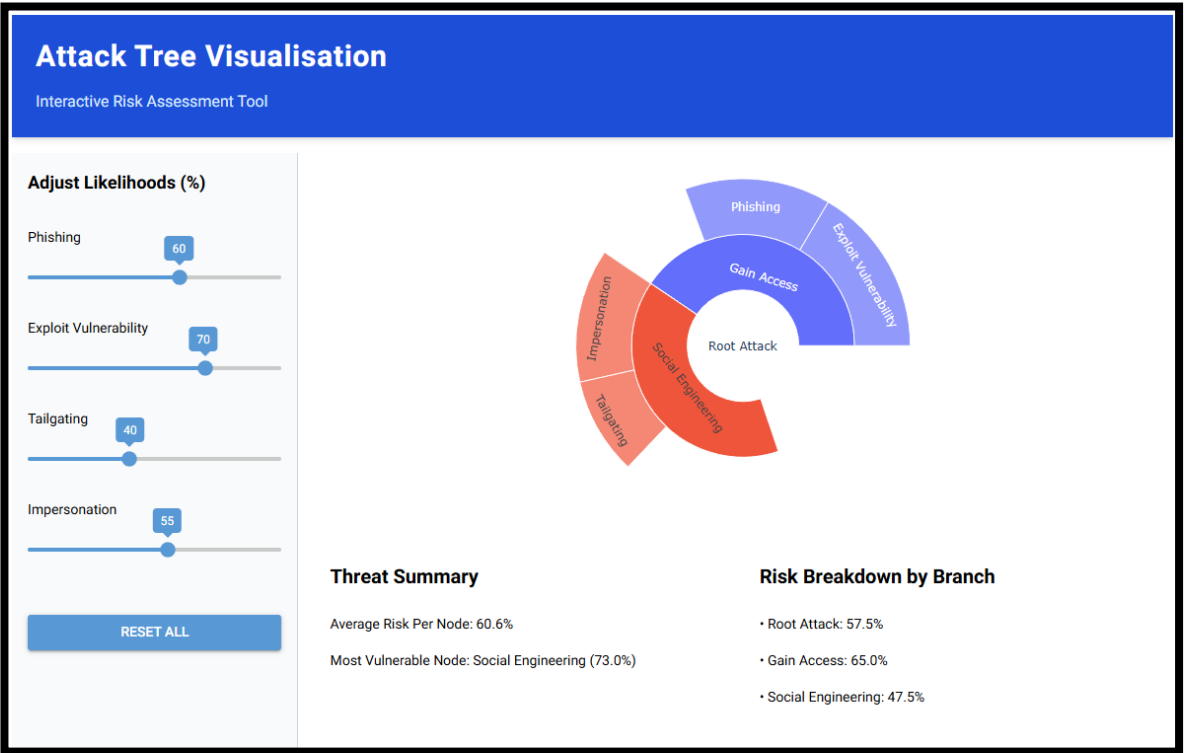 Attack Tree Visualisation
Interactive Risk Assessment Tool
Adjust Likelihoods (%)
Phishing
60
Exploit Vulnerability
70
Tailgating
40
Impersonation
55
RESET ALL
Phishing
Exploit Vulnerability
Gain Access
Root Attack
Impersonation
Social Engineering
Tailgating
Threat Summary
Average Risk Per Node: 60.6%
Most Vulnerable Node: Social Engineering (73.0%)
Risk Breakdown by Branch
• Root Attack: 57.5%
• Gain Access: 65.0%
• Social Engineering: 47.5%